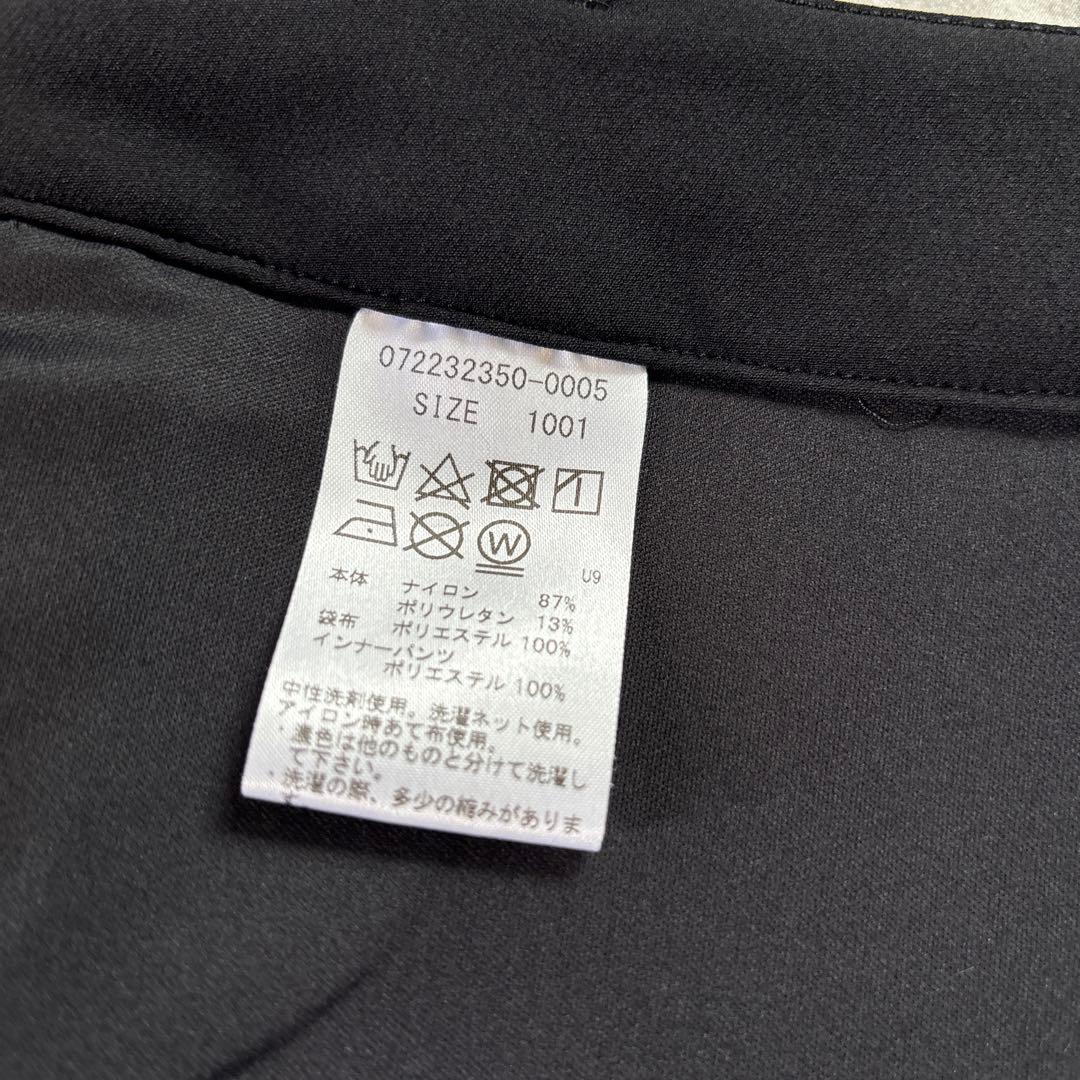 072232350-0005
SIZE 1001
W
U9
本体 ナイロン 87%
ポリウレタン 13%
袋布 ポリエステル 100%
インナーパンツ
ポリエステル 100%
中性洗剤使用。洗濯ネット使用。
アイロン時あて布使用。
・濃色は他のものと分けて洗濯し
て下さい。
・洗濯の際、多少の縮みがありま